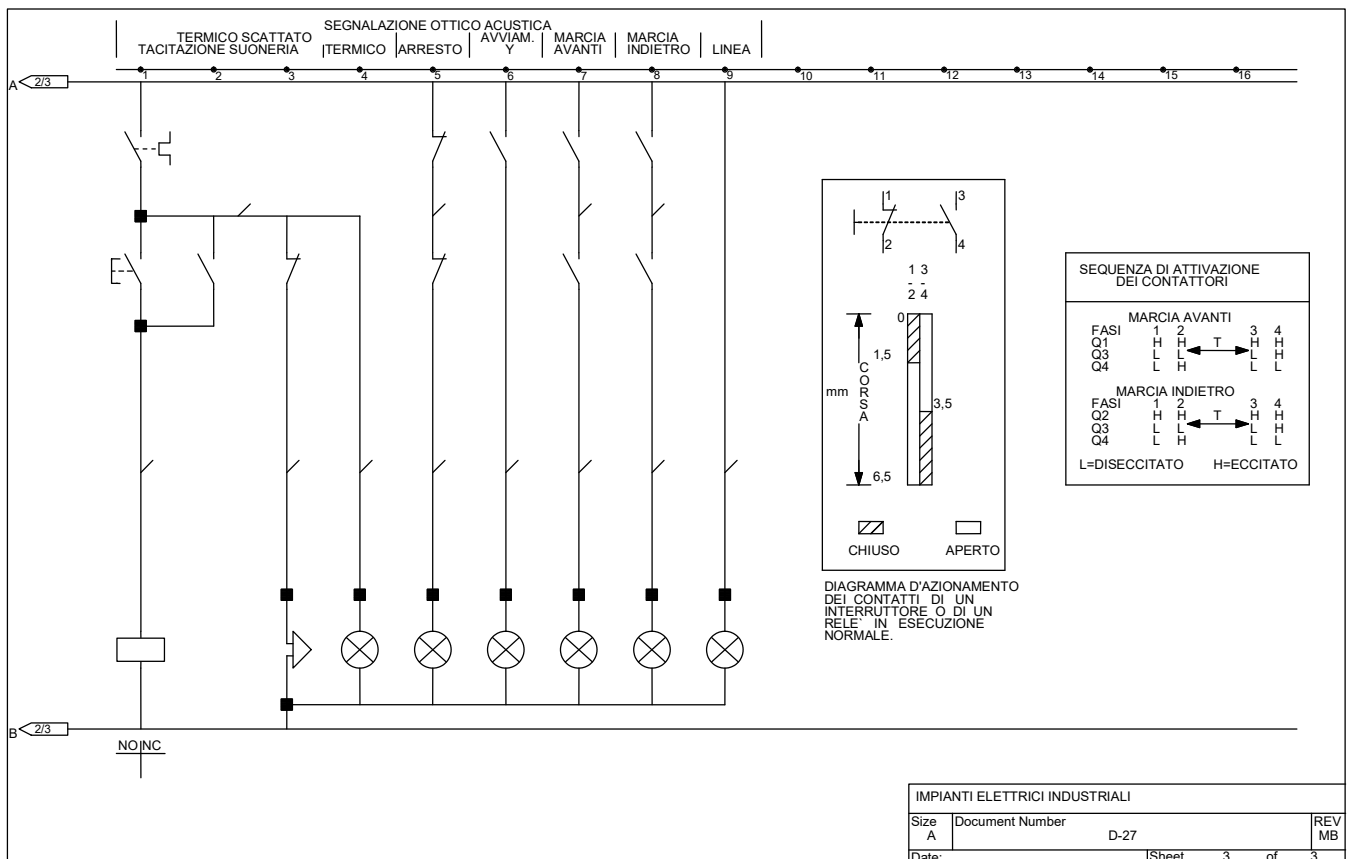 SEGNALAZIONE OTTICO ACUSTICA
TERMICO SCATTATO
TACITAZIONE SUONERIA
TERMICO
ARRESTO
AVVIAM.
Y
MARCIA
AVANTI
MARCIA
INDIETRO
LINEA
1 2 3 4 5 6 7 8 9 10 11 12 13 14 15 16
A 2/3
1 3
2 4
1 3
- -
2 4
0
1,5
mm
CORSA
3,5
6,5
CHIUSO APERTO
DIAGRAMMA D'AZIONAMENTO
DEI CONTATTI DI UN
INTERRUTTORE O DI UN
RELE` IN ESECUZIONE
NORMALE.
SEQUENZA DI ATTIVAZIONE
DEI CONTATTORI
MARCIA AVANTI
FASI 1 2 3 4
Q1 H H T H H
Q3 L L L H
Q4 L H L L
MARCIA INDIETRO
FASI 1 2 3 4
Q2 H H T H H
Q3 L L L H
Q4 L H L L
L=DISECCITATO H=ECCITATO
B 2/3
NO NC
IMPIANTI ELETTRICI INDUSTRIALI
Size Document Number REV
A D-27 MB
Date: Sheet 3 of 3